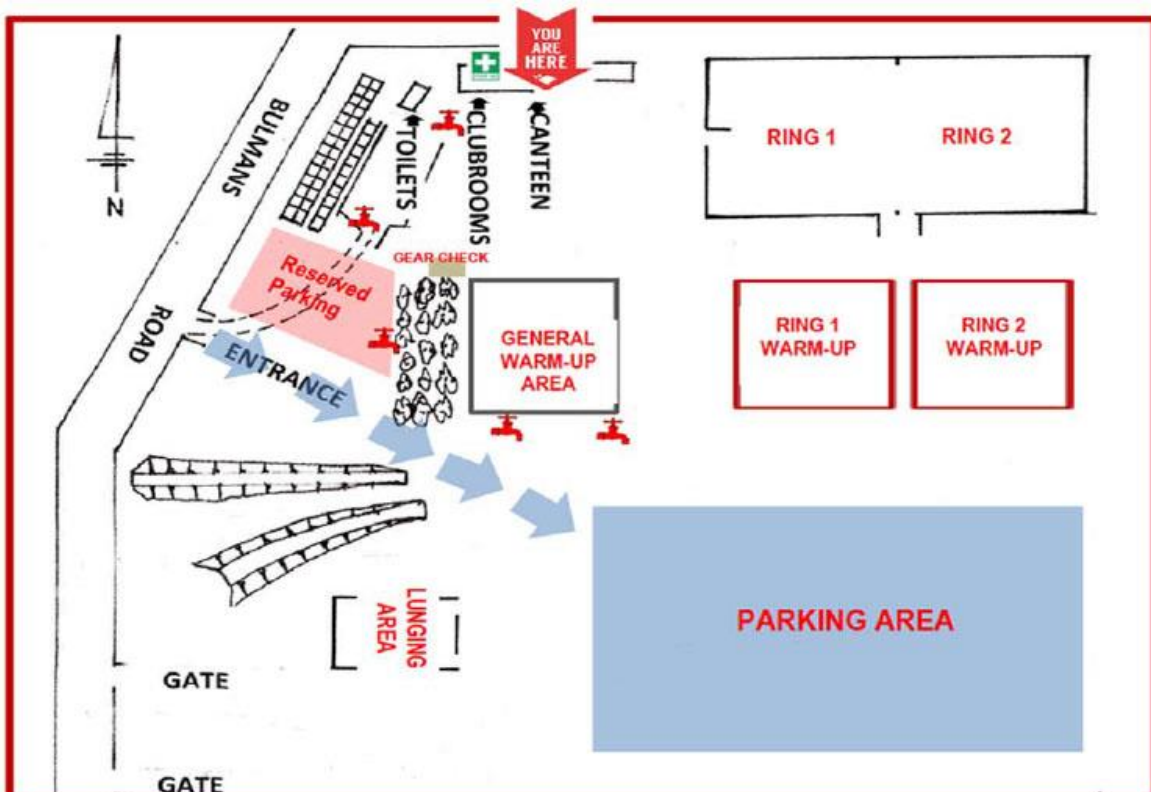 YOU
ARE
HERE
BULMANS
ROAD
N
TOILETS
CLUBROOMS
CANTEEN
RING 1
RING 2
GEAR CHECK
Reserved
Parking
ENTRANCE
GENERAL
WARM-UP
AREA
RING 1
WARM-UP
RING 2
WARM-UP
LUNGING
AREA
PARKING AREA
GATE
GATE